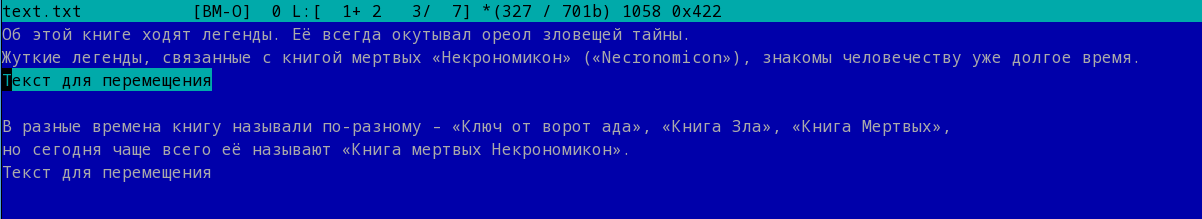 text.txt [BM-O] 0 L:[ 1+ 2 3/ 7] *(327 / 701b) 1058 0x422
Об этой книге ходят легенды. Её всегда окутывал ореол зловещей тайны.
Жуткие легенды, связанные с книгой мертвых «Некрономикон» («Necronomicon»), знакомы человечеству уже долгое время.
Текст для перемещения
В разные времена книгу называли по-разному – «Ключ от ворот ада», «Книга Зла», «Книга Мертвых»,
но сегодня чаще всего её называют «Книга мертвых Некрономикон».
Текст для перемещения